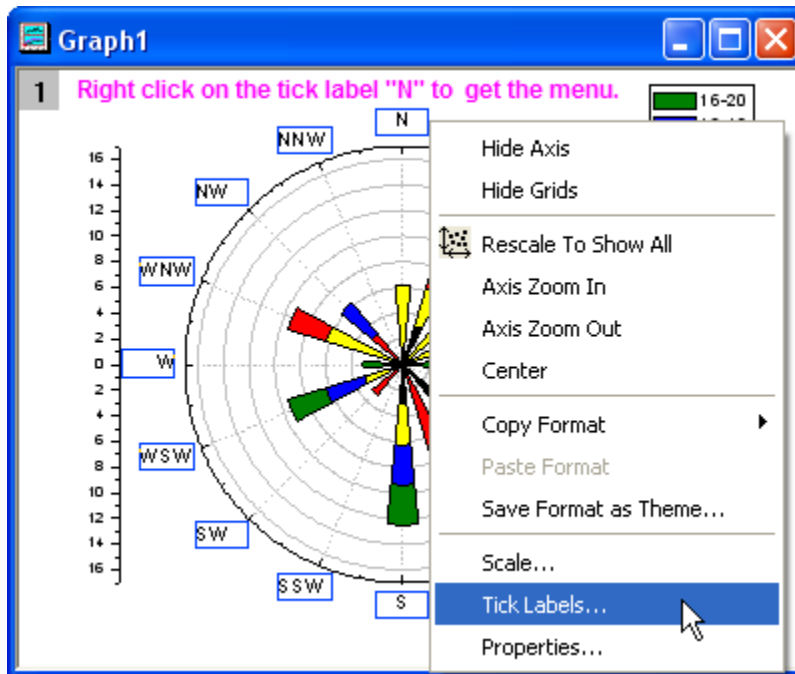 Graph1
1
Right click on the tick label "N" to get the menu.
16-20
N
NNW
NW
WNW
W
WSW
SW
SSW
S
16
14
12
10
8
6
4
2
0
2
4
6
8
10
12
14
16
Hide Axis
Hide Grids
Rescale To Show All
Axis Zoom In
Axis Zoom Out
Center
Copy Format
Paste Format
Save Format as Theme...
Scale...
Tick Labels...
Properties...